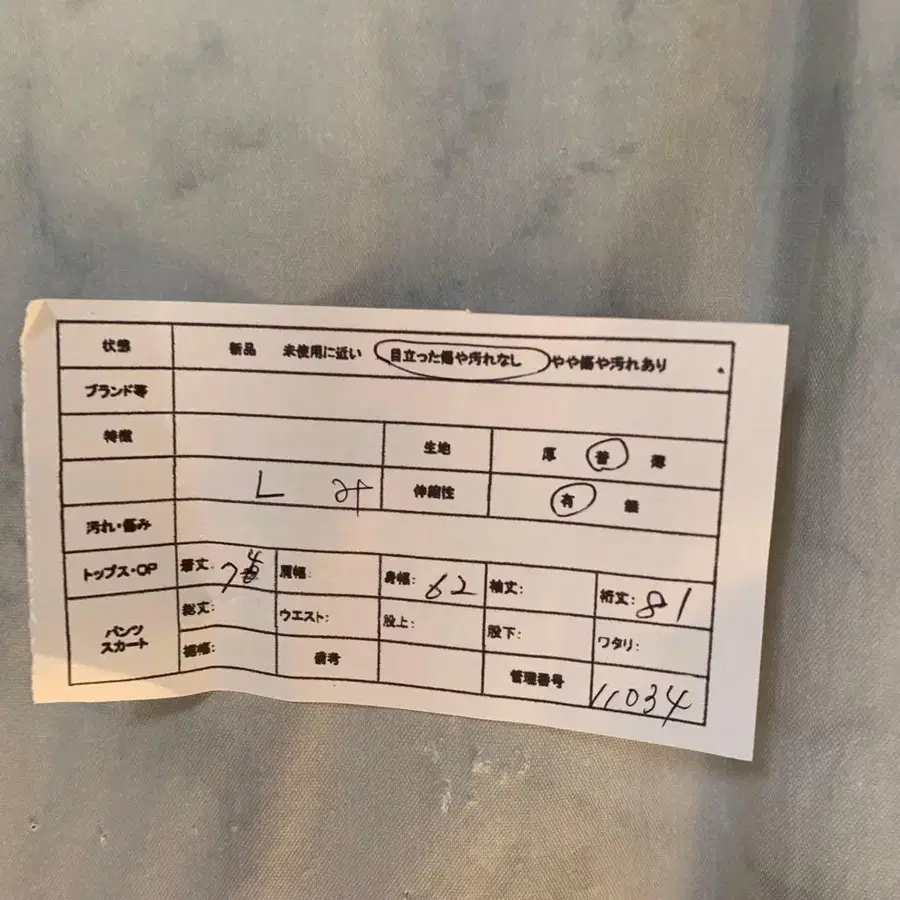 状態 新品 未使用に近い 目立った傷や汚れなし やや傷や汚れあり
ブランド等
特徴 生地 厚 普 薄
L オ 伸縮性 有 無
汚れ・傷み
トップス・OP 着丈: 74 肩幅: 身幅: 62 袖丈: 裄丈: 81
パンツ スカート 総丈: ウエスト: 股上: 股下: ワタリ:
裾幅: 備考 管理番号 11034